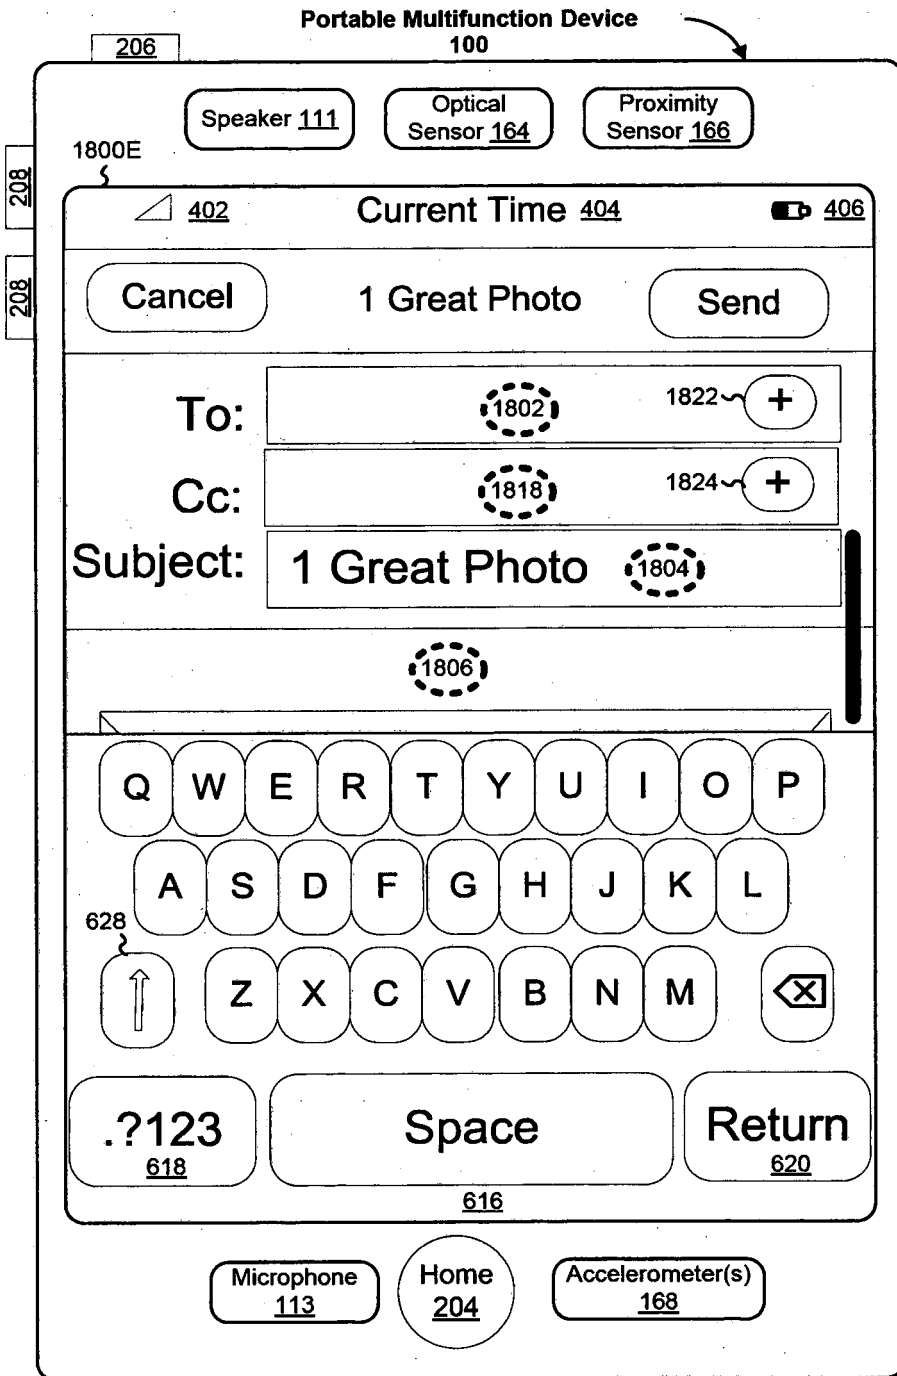 Portable Multifunction Device
100
206
Speaker 111
Optical
Sensor 164
Proximity
Sensor 166
1800E
208
208
402
Current Time 404
406
Cancel
1 Great Photo
Send
To:
1802
1822
+
Cc:
1818
1824
+
Subject:
1 Great Photo
1804
1806
Q W E R T Y U I O P
A S D F G H J K L
628
Z X C V B N M
.?123
618
Space
Return
620
616
Microphone
113
Home
204
Accelerometer(s)
168